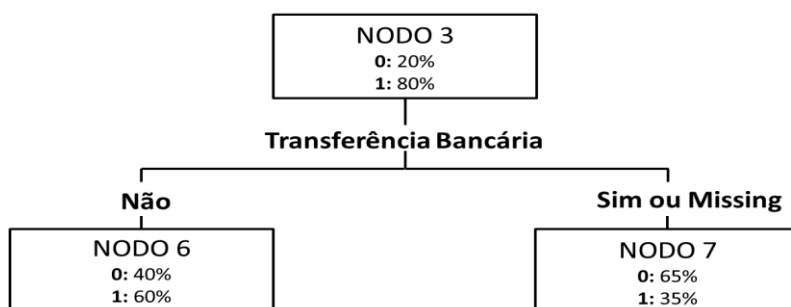 NODO 3
0: 20%
1: 80%
Transferência Bancária
Não
Sim ou Missing
NODO 6
0: 40%
1: 60%
NODO 7
0: 65%
1: 35%